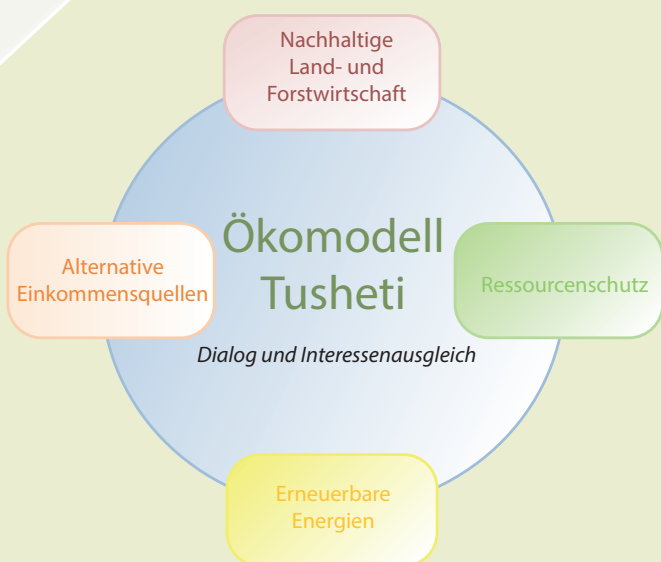 Nachhaltige
Land- und
Forstwirtschaft
Ökomodell
Tusheti
Dialog und Interessenausgleich
Alternative
Einkommensquellen
Ressourcenschutz
Erneuerbare
Energien